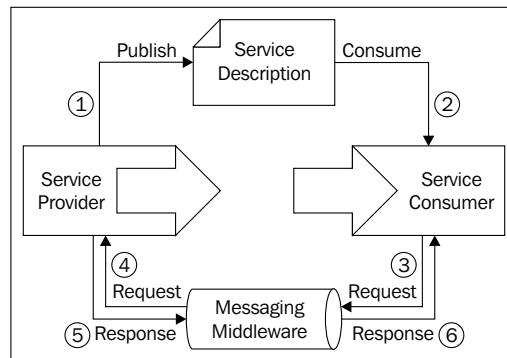 Publish
Service
Description
Consume
①
②
Service
Provider
Service
Consumer
④
③
Request
Messaging
Middleware
Request
⑤
Response
Response
⑥